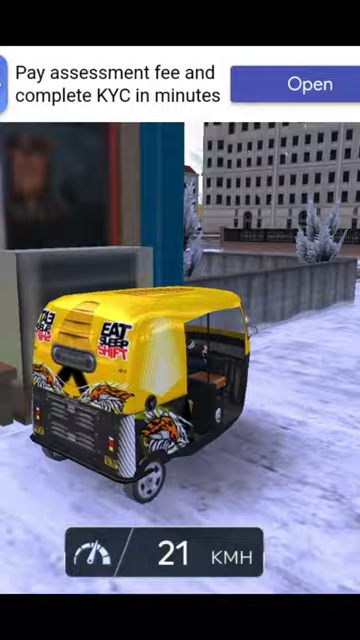 Pay assessment fee and
complete KYC in minutes
Open
EAT
SLEEP
SHIFT
21 KMH